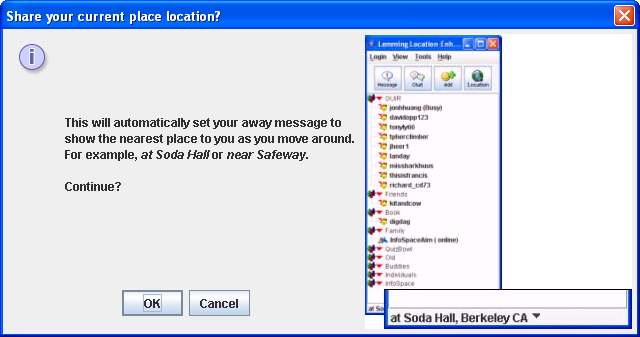 Share your current place location?
This will automatically set your away message to
show the nearest place to you as you move around.
For example, at Soda Hall or near Safeway.
Continue?
OK
Cancel
Lemming Location-Enh...
Login View Tools Help
Message Chat Add Location
GUIR
jonhhuang (Busy)
davidopp123
tonyly66
tpherclimber
jheer1
landay
missbarkhuus
thisisfrancis
richard_cd73
Friends
kitandcow
Book
digdag
Family
InfoSpaceAim ( online)
QuizBowl
Old
Buddies
Individuals
InfoSpace
at So
at Soda Hall, Berkeley CA